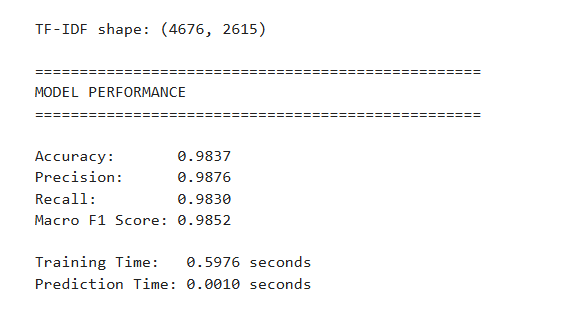 TF-IDF shape: (4676, 2615)
==================================================
MODEL PERFORMANCE
==================================================
Accuracy:       0.9837
Precision:      0.9876
Recall:         0.9830
Macro F1 Score: 0.9852
Training Time:   0.5976 seconds
Prediction Time: 0.0010 seconds